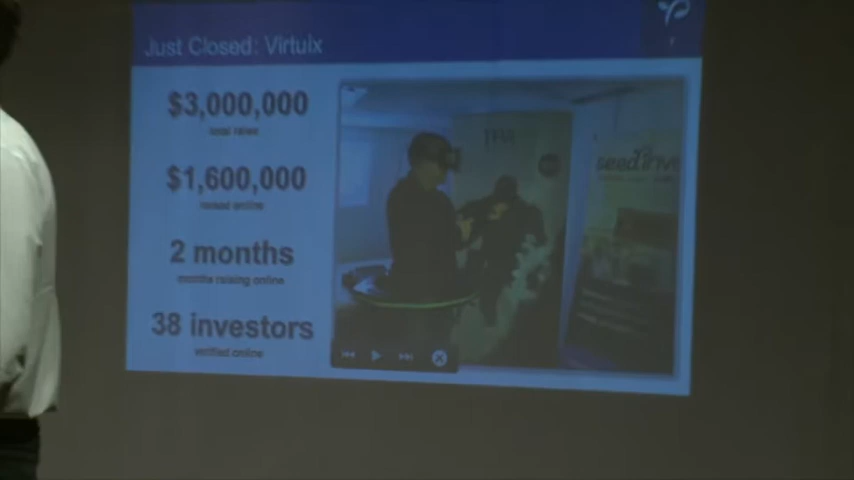 Just Closed: Virtuix
$3,000,000
total raise
$1,600,000
raised online
2 months
months raising online
38 investors
verified online
seedinve